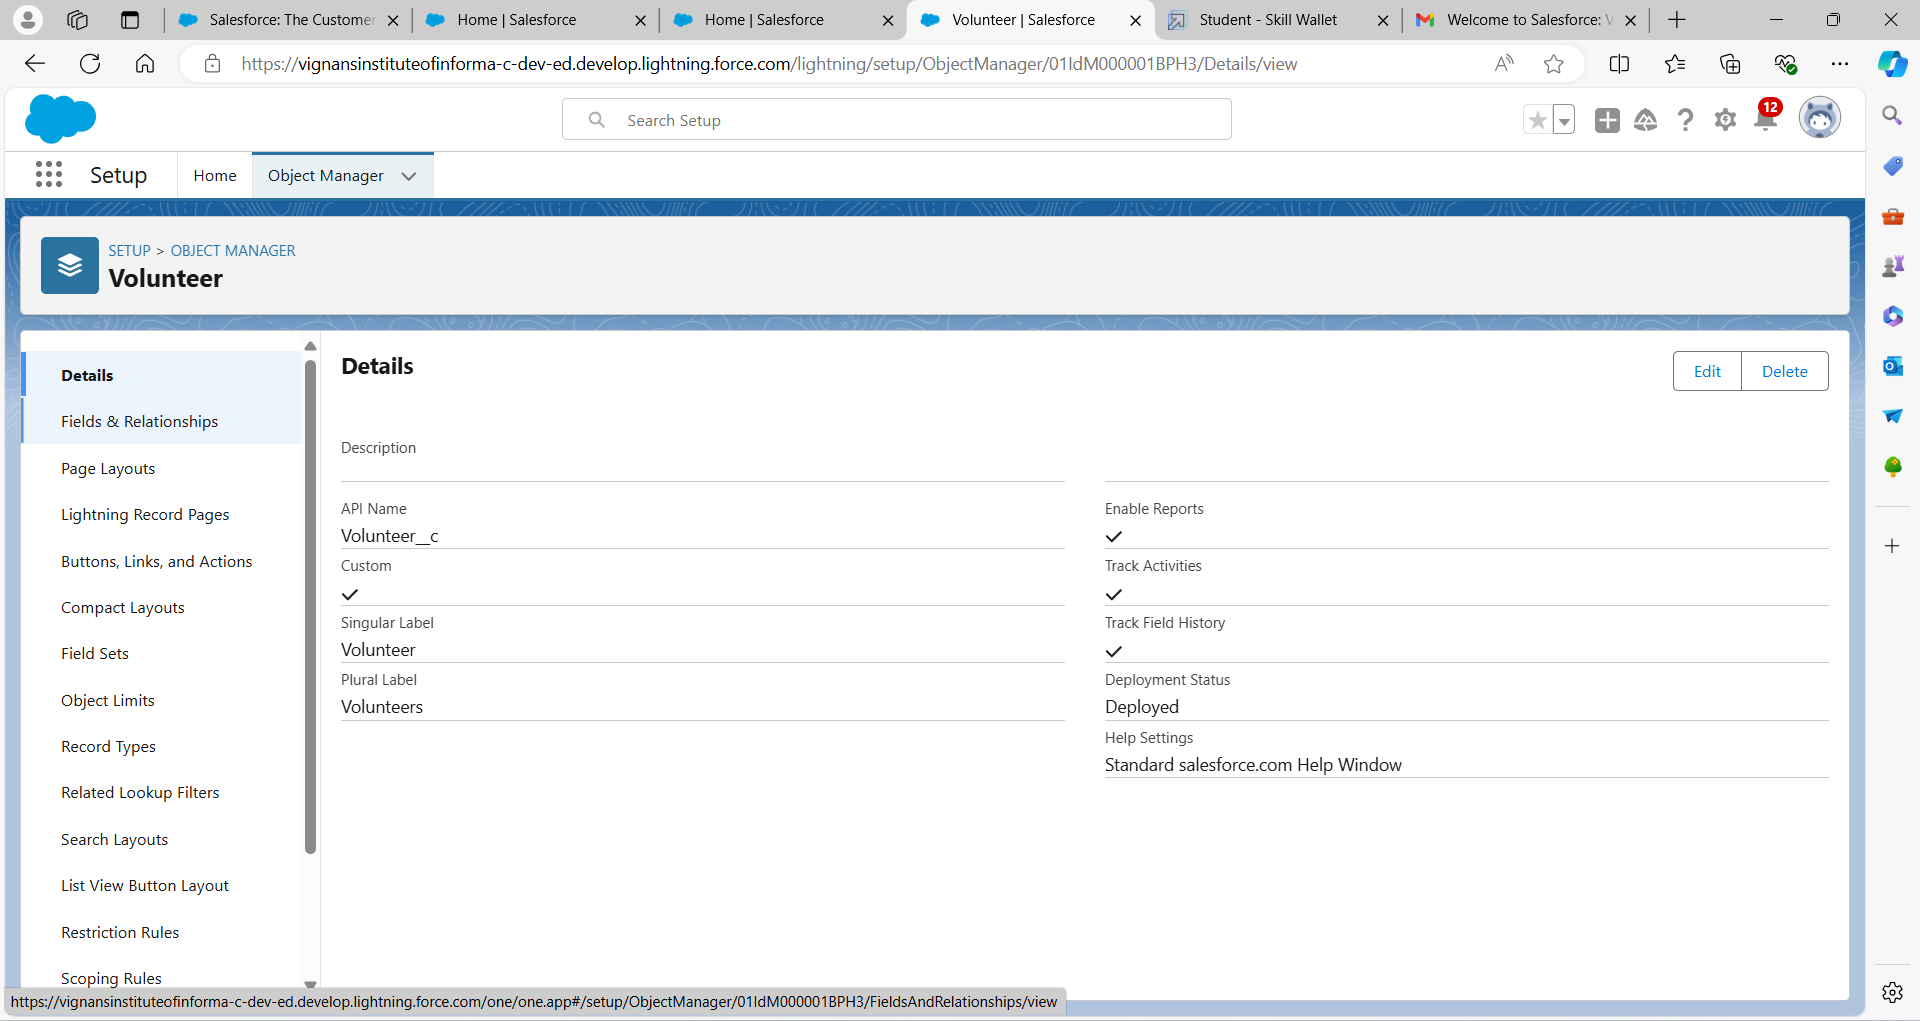 Salesforce: The Customer
Home | Salesforce
Home | Salesforce
Volunteer | Salesforce
Student - Skill Wallet
Welcome to Salesforce: V
https://vignansinstituteofinforma-c-dev-ed.develop.lightning.force.com/lightning/setup/ObjectManager/01IdM000001BPH3/Details/view
Search Setup
12
Setup
Home
Object Manager
SETUP > OBJECT MANAGER
Volunteer
Details
Fields & Relationships
Page Layouts
Lightning Record Pages
Buttons, Links, and Actions
Compact Layouts
Field Sets
Object Limits
Record Types
Related Lookup Filters
Search Layouts
List View Button Layout
Restriction Rules
Scoping Rules
Details
Edit
Delete
Description
API Name
Volunteer__c
Custom
Singular Label
Volunteer
Plural Label
Volunteers
Enable Reports
Track Activities
Track Field History
Deployment Status
Deployed
Help Settings
Standard salesforce.com Help Window
https://vignansinstituteofinforma-c-dev-ed.develop.lightning.force.com/one/one.app#/setup/ObjectManager/01IdM000001BPH3/FieldsAndRelationships/view